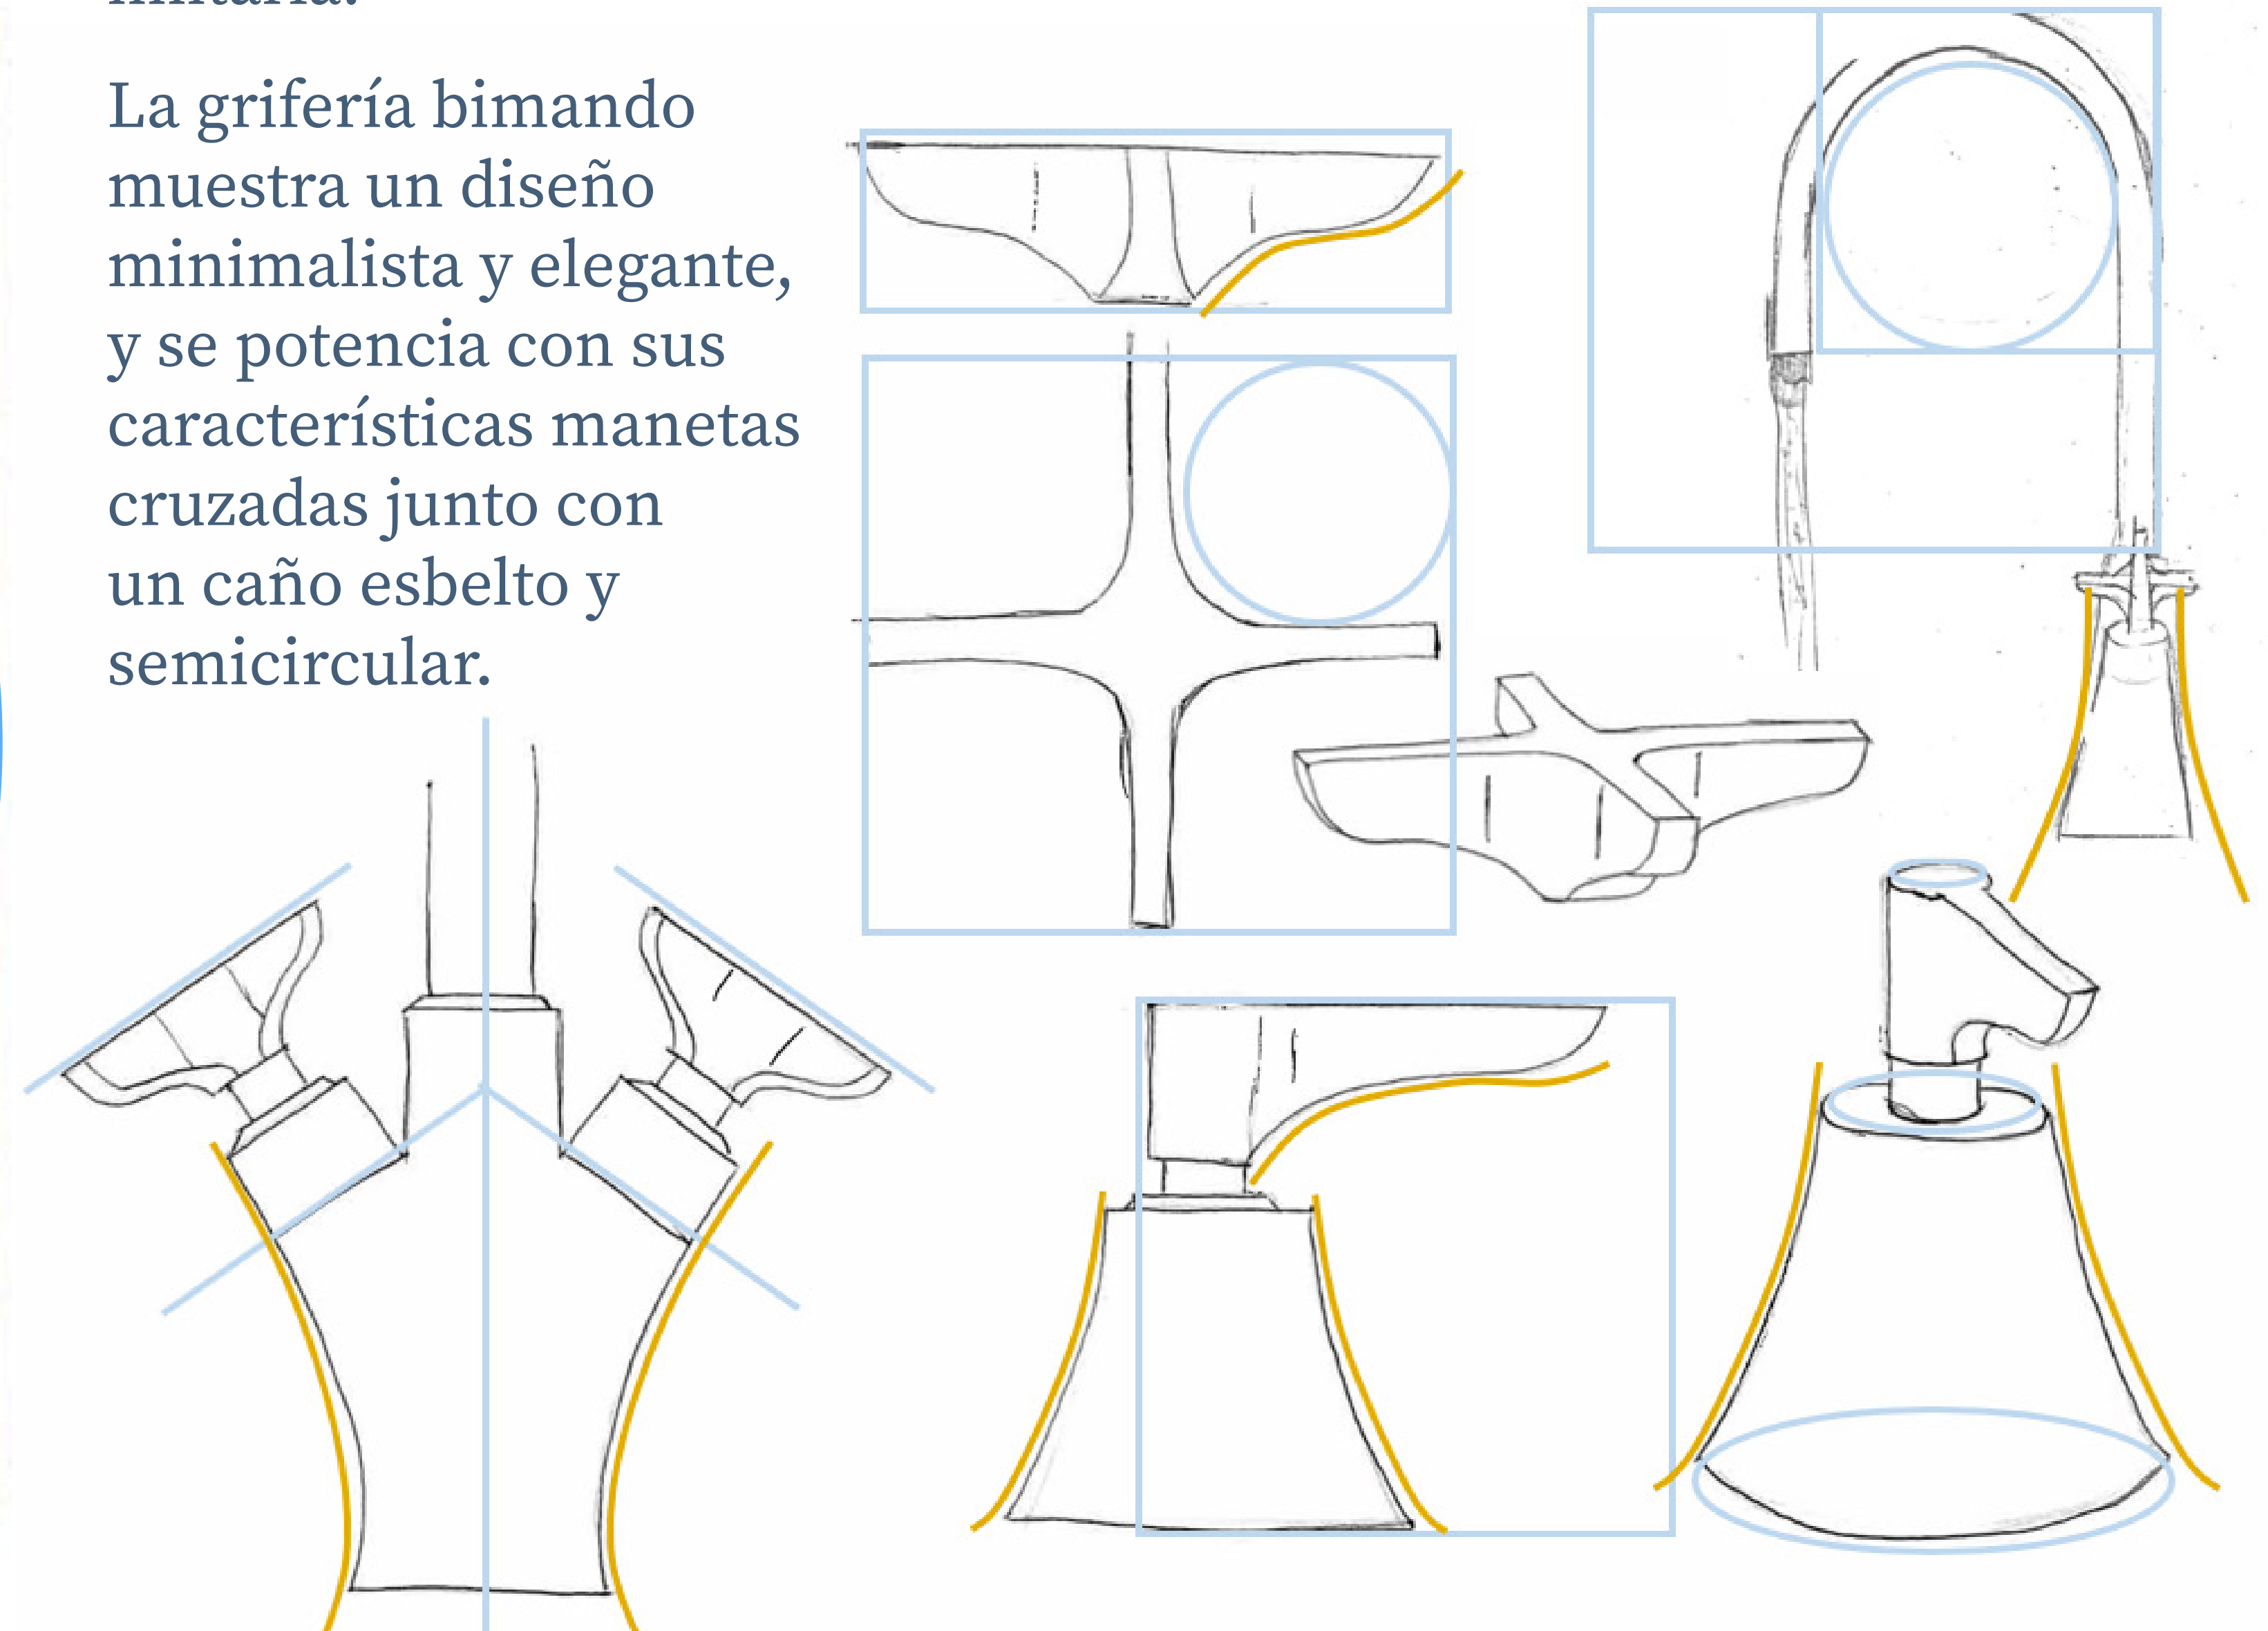 La grifería bimando
muestra un diseño
minimalista y elegante,
y se potencia con sus
características manetas
cruzadas junto con
un caño esbelto y
semicircular.